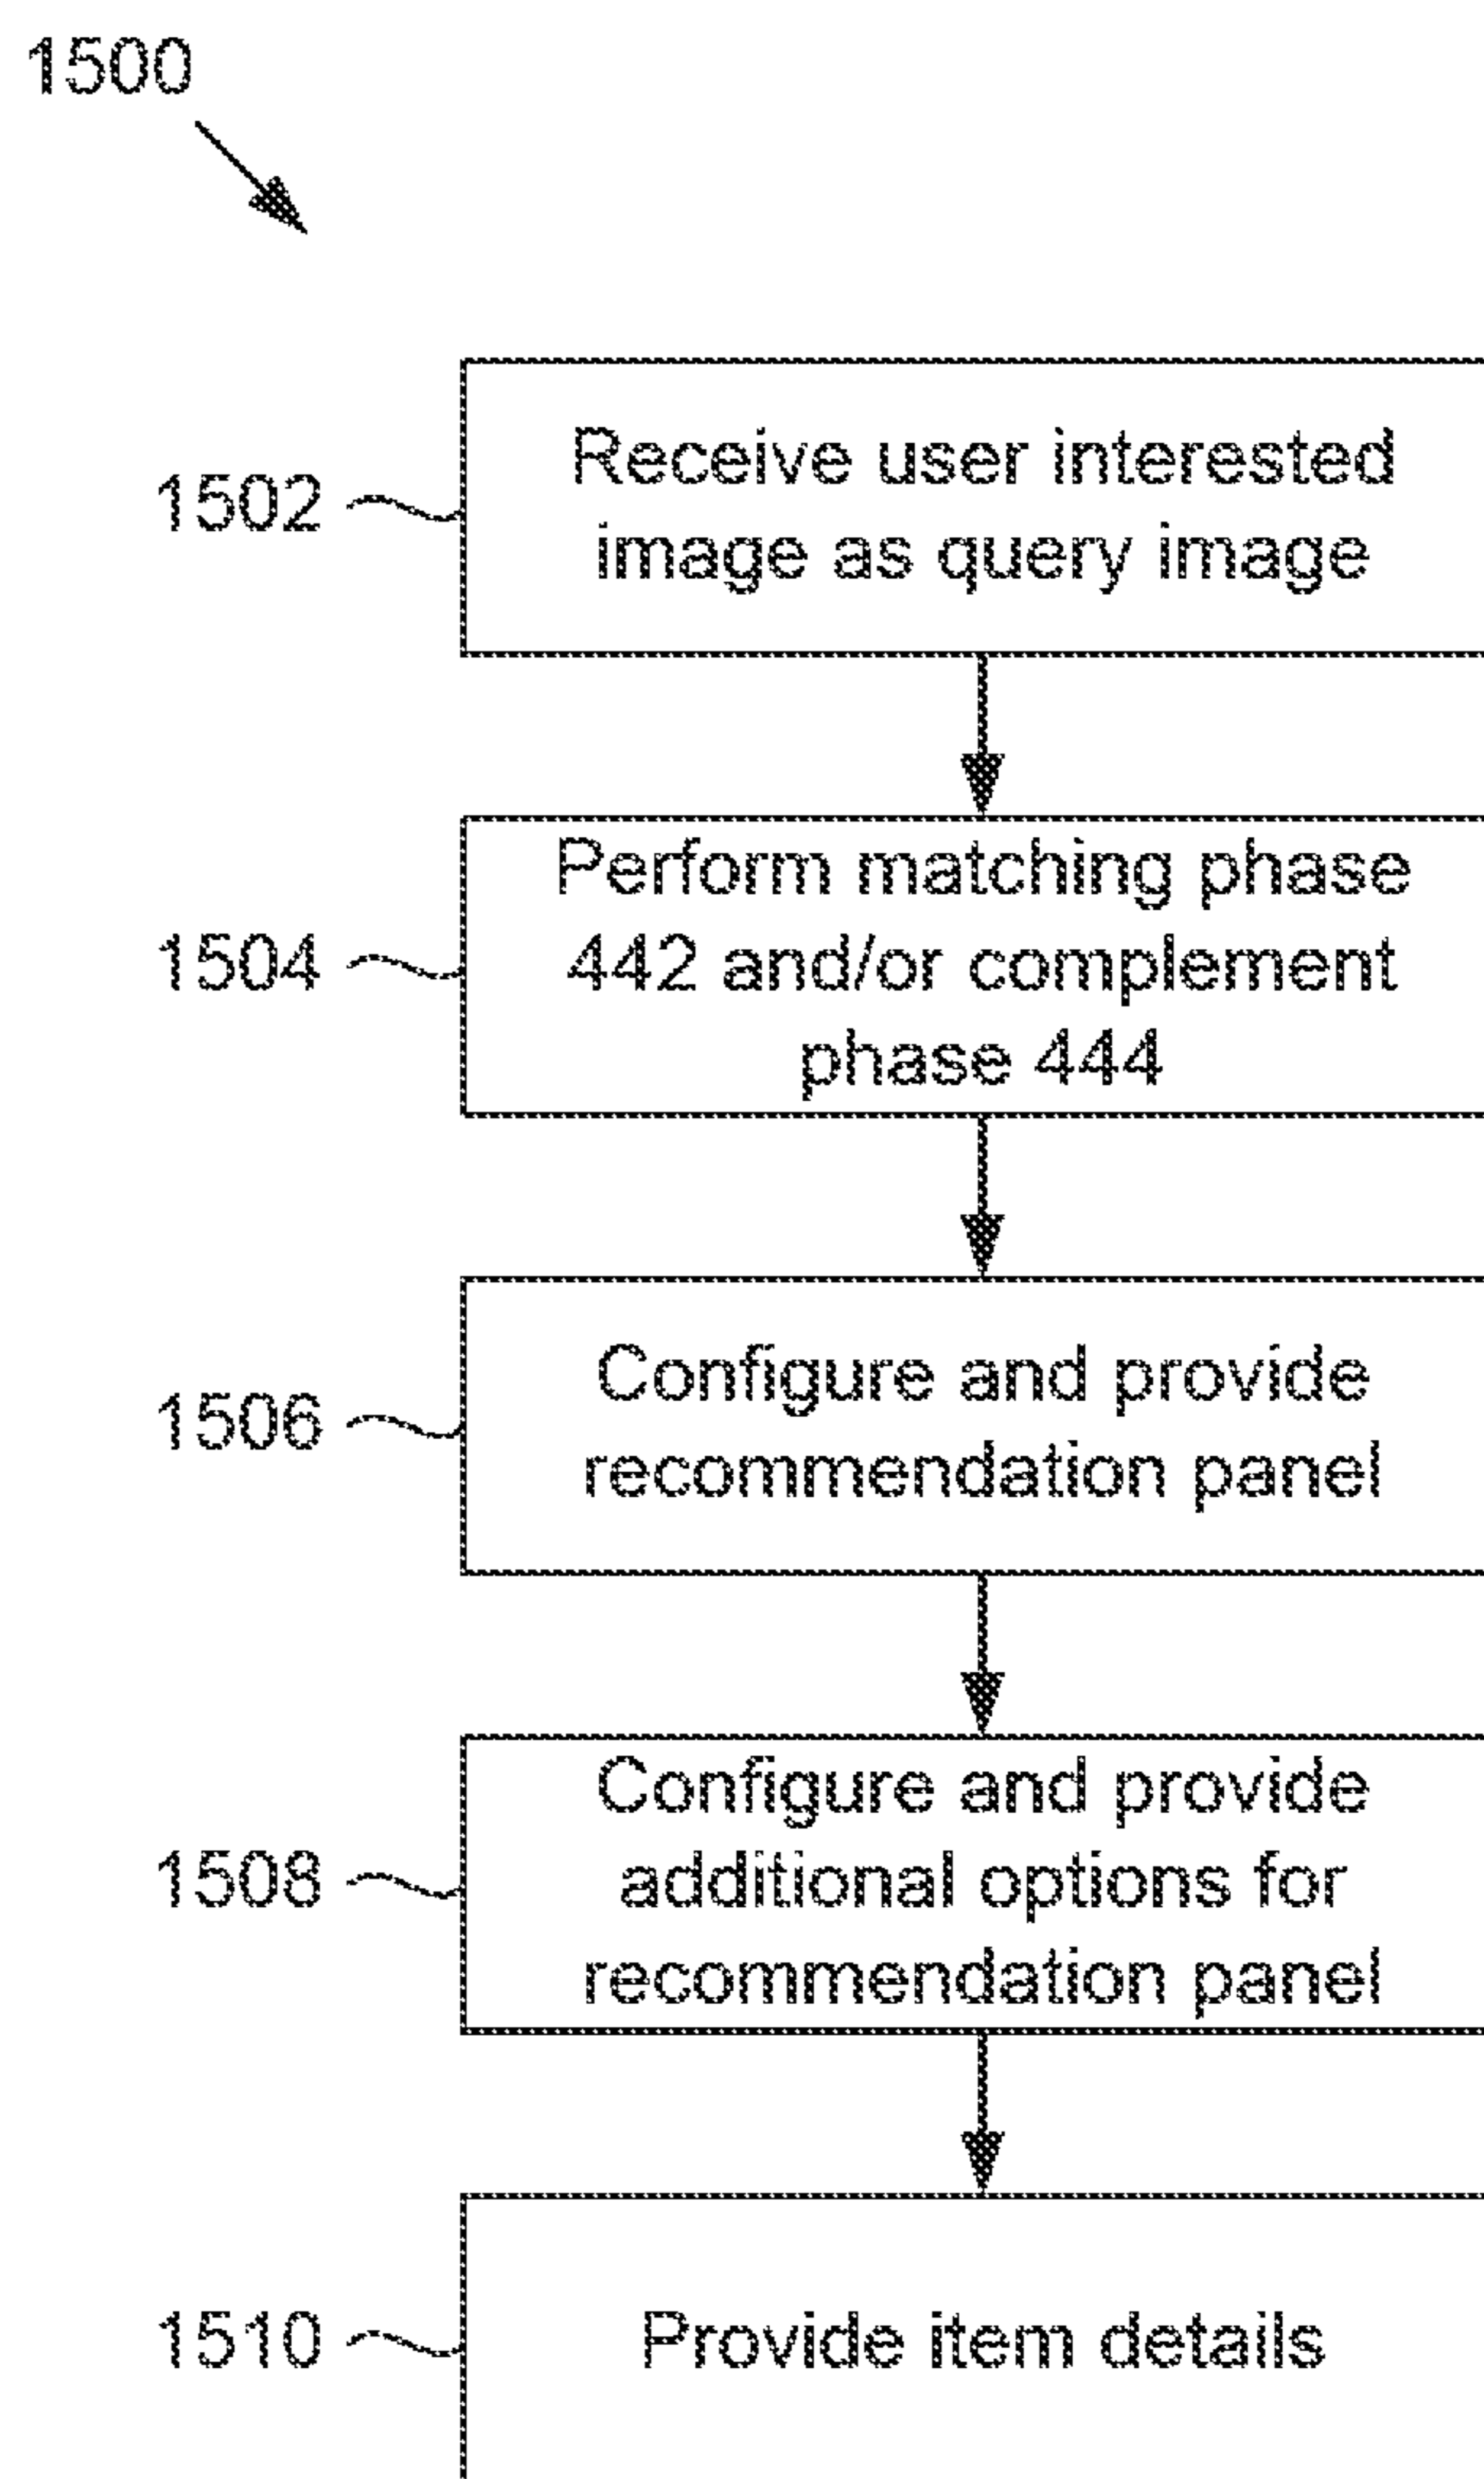 1500
1502
Receive user interested
image as query image
1504
Perform matching phase
442 and/or complement
phase 444
1506
Configure and provide
recommendation panel
1508
Configure and provide
additional options for
recommendation panel
1510
Provide item details